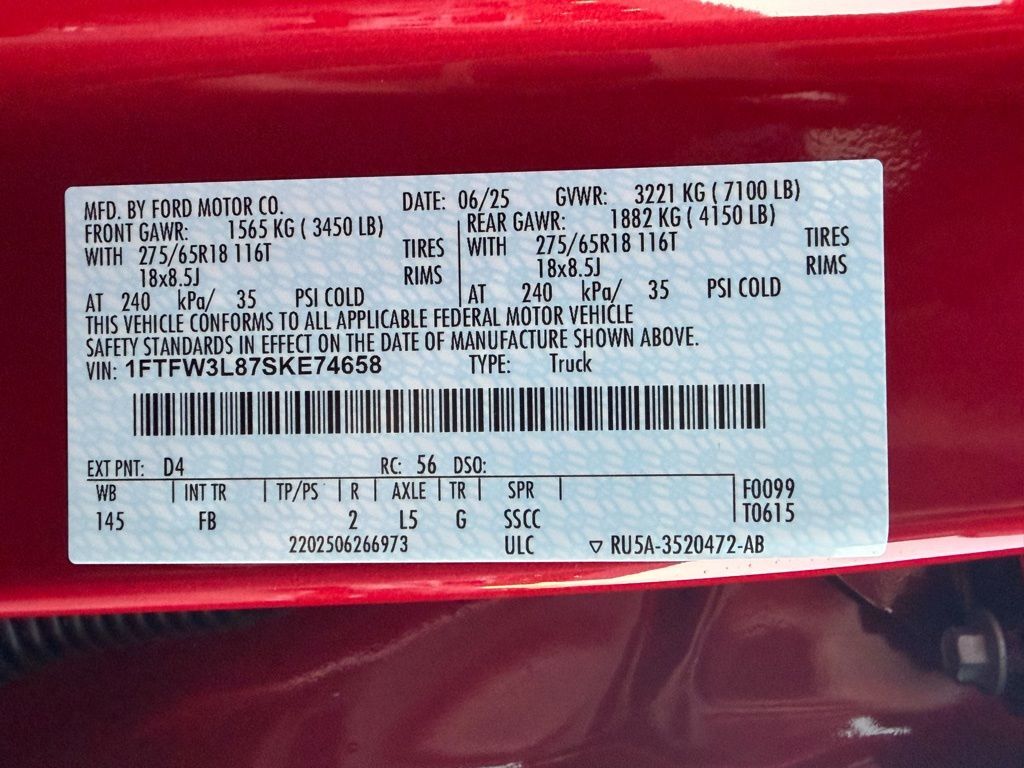 MFD. BY FORD MOTOR CO. DATE: 06/25 GVWR: 3221 KG ( 7100 LB)
FRONT GAWR: 1565 KG ( 3450 LB) REAR GAWR: 1882 KG ( 4150 LB)
WITH 275/65R18 116T TIRES WITH 275/65R18 116T TIRES
18x8.5J RIMS 18x8.5J RIMS
AT 240 kPa/ 35 PSI COLD AT 240 kPa/ 35 PSI COLD
THIS VEHICLE CONFORMS TO ALL APPLICABLE FEDERAL MOTOR VEHICLE
SAFETY STANDARDS IN EFFECT ON THE DATE OF MANUFACTURE SHOWN ABOVE.
VIN: 1FTFW3L87SKE74658 TYPE: Truck
EXT PNT: D4 RC: 56 DSO:
WB | INT TR | TP/PS | R | AXLE | TR | SPR | F0099
145 FB 2 L5 G SSCC T0615
2202506266973 ULC ▽ RU5A-3520472-AB